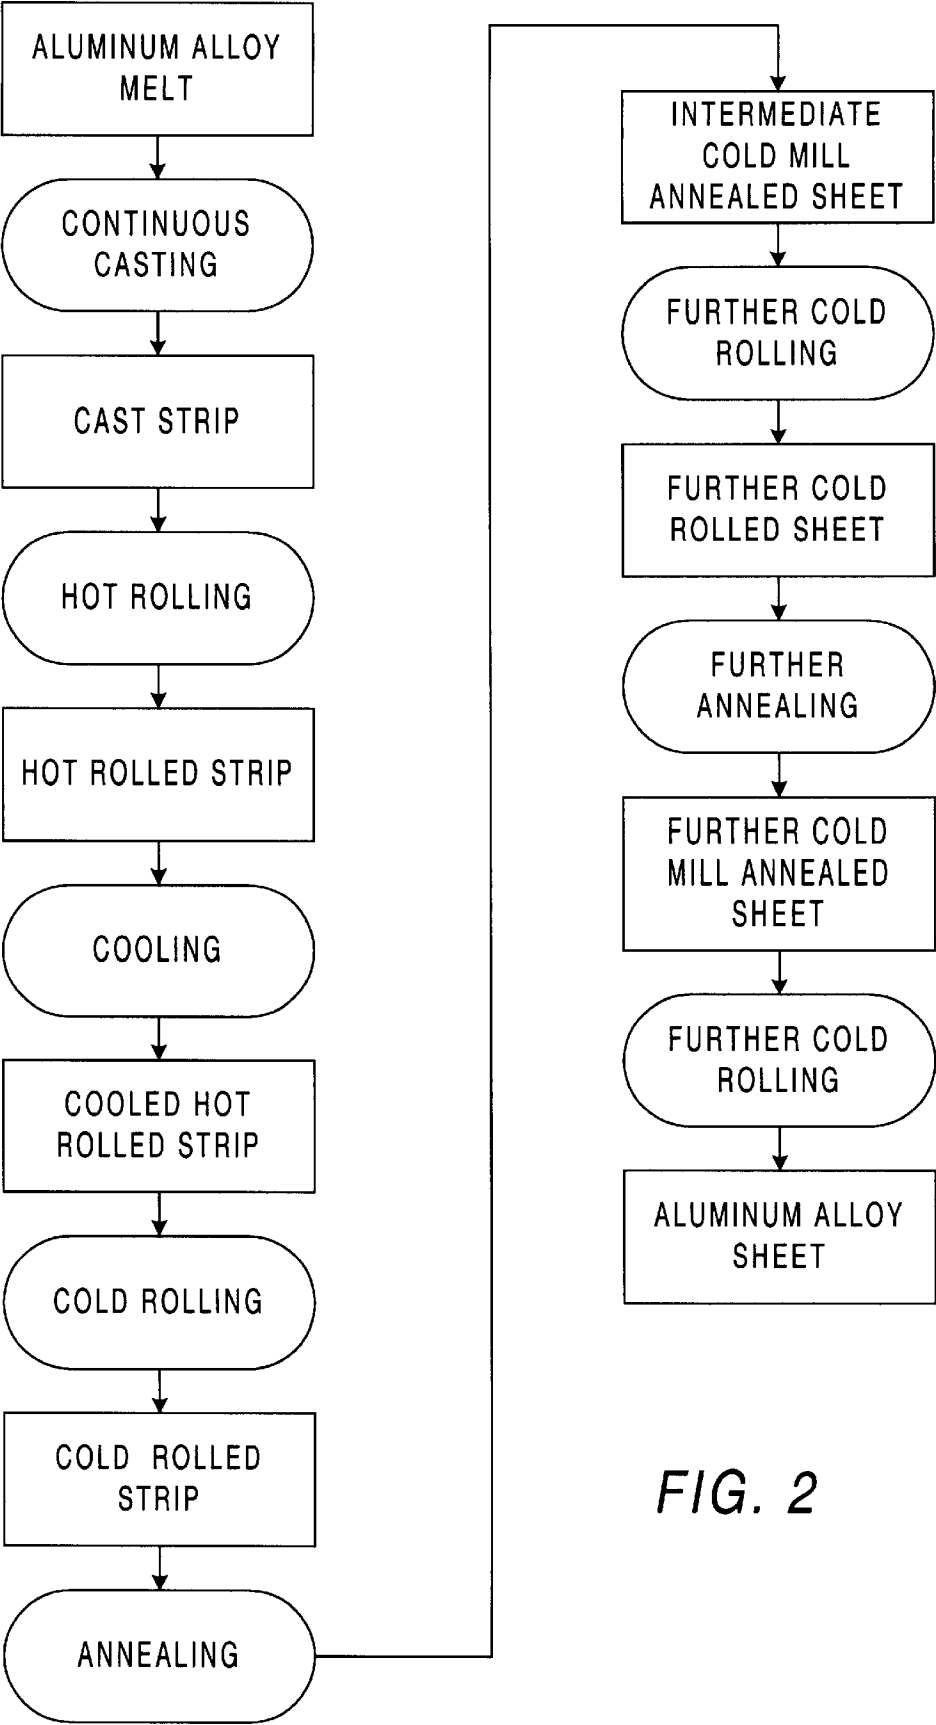 ALUMINUM ALLOY
MELT
CONTINUOUS
CASTING
CAST STRIP
HOT ROLLING
HOT ROLLED STRIP
COOLING
COOLED HOT
ROLLED STRIP
COLD ROLLING
COLD ROLLED
STRIP
ANNEALING
INTERMEDIATE
COLD MILL
ANNEALED SHEET
FURTHER COLD
ROLLING
FURTHER COLD
ROLLED SHEET
FURTHER
ANNEALING
FURTHER COLD
MILL ANNEALED
SHEET
FURTHER COLD
ROLLING
ALUMINUM ALLOY
SHEET
FIG. 2